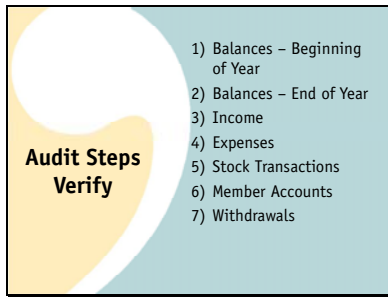 Audit Steps
Verify
1) Balances – Beginning
of Year
2) Balances – End of Year
3) Income
4) Expenses
5) Stock Transactions
6) Member Accounts
7) Withdrawals